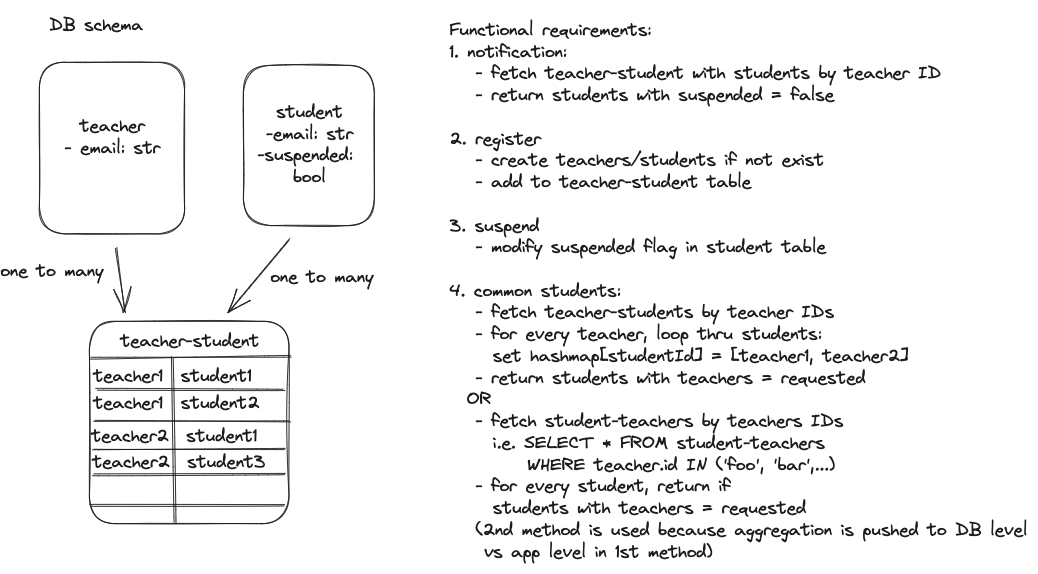 DB schema
teacher
- email: str
student
-email: str
-suspended:
bool
one to many
one to many
teacher-student
teacher1 student1
teacher1 student2
teacher2 student1
teacher2 student3
Functional requirements:
1. notification:
- fetch teacher-student with students by teacher ID
- return students with suspended = false
2. register
- create teachers/students if not exist
- add to teacher-student table
3. suspend
- modify suspended flag in student table
4. common students:
- fetch teacher-students by teacher IDs
- for every teacher, loop thru students:
set hashmap[studentId] = [teacher1, teacher2]
- return students with teachers = requested
OR
- fetch student-teachers by teachers IDs
i.e. SELECT * FROM student-teachers
WHERE teacher.id IN ('foo', 'bar',...)
- for every student, return if
students with teachers = requested
(2nd method is used because aggregation is pushed to DB level
vs app level in 1st method)